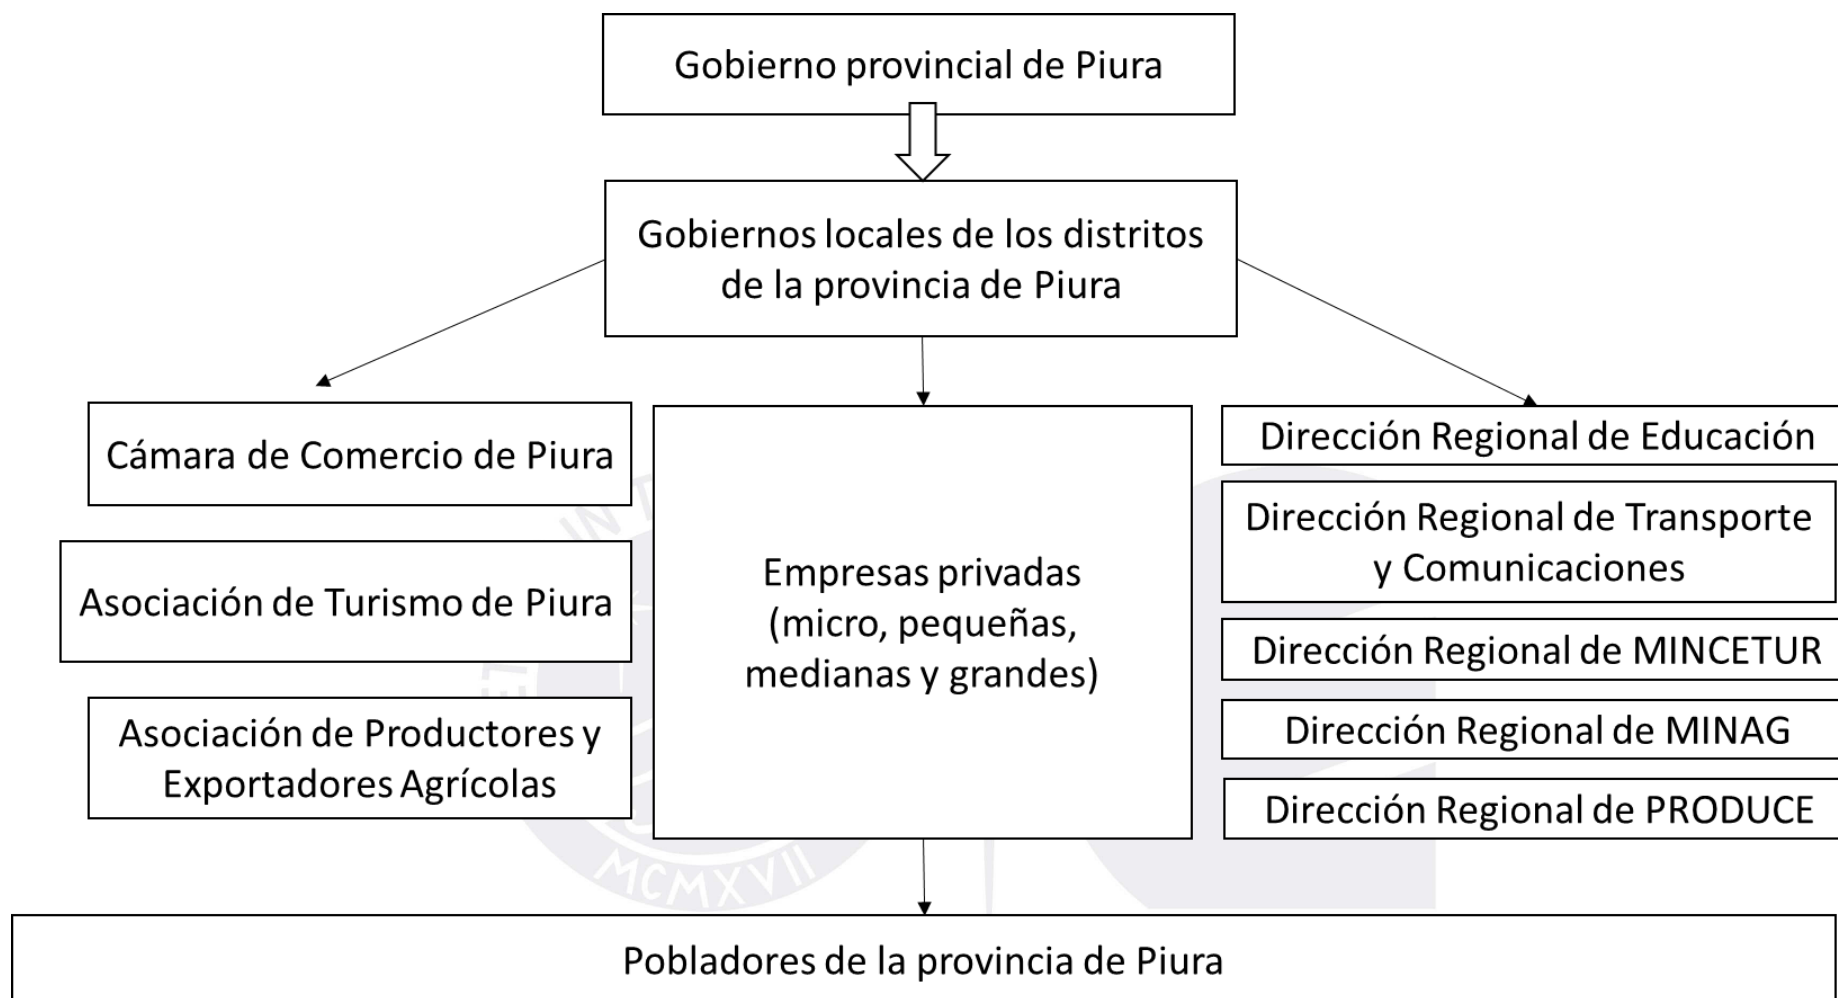 Gobierno provincial de Piura
Gobiernos locales de los distritos
de la provincia de Piura
Cámara de Comercio de Piura
Asociación de Turismo de Piura
Asociación de Productores y
Exportadores Agrícolas
Empresas privadas
(micro, pequeñas,
medianas y grandes)
Dirección Regional de Educación
Dirección Regional de Transporte
y Comunicaciones
Dirección Regional de MINCETUR
Dirección Regional de MINAG
Dirección Regional de PRODUCE
MCMXVII
Pobladores de la provincia de Piura